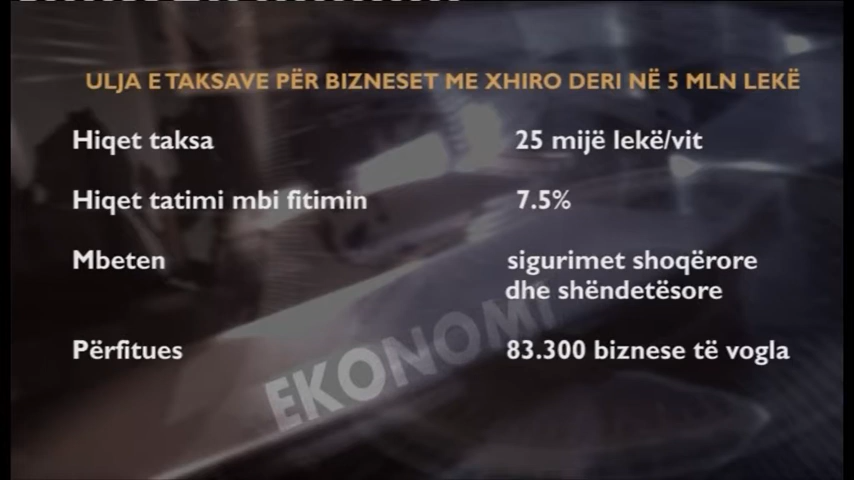 ULJA E TAKSAVE PËR BIZNESET ME XHIRO DERI NË 5 MLN LEKË
Hiqet taksa 25 mijë lekë/vit
Hiqet tatimi mbi fitimin 7.5%
Mbeten sigurimet shoqërore
dhe shëndetësore
Përfitues 83.300 biznese të vogla
EKONOMI